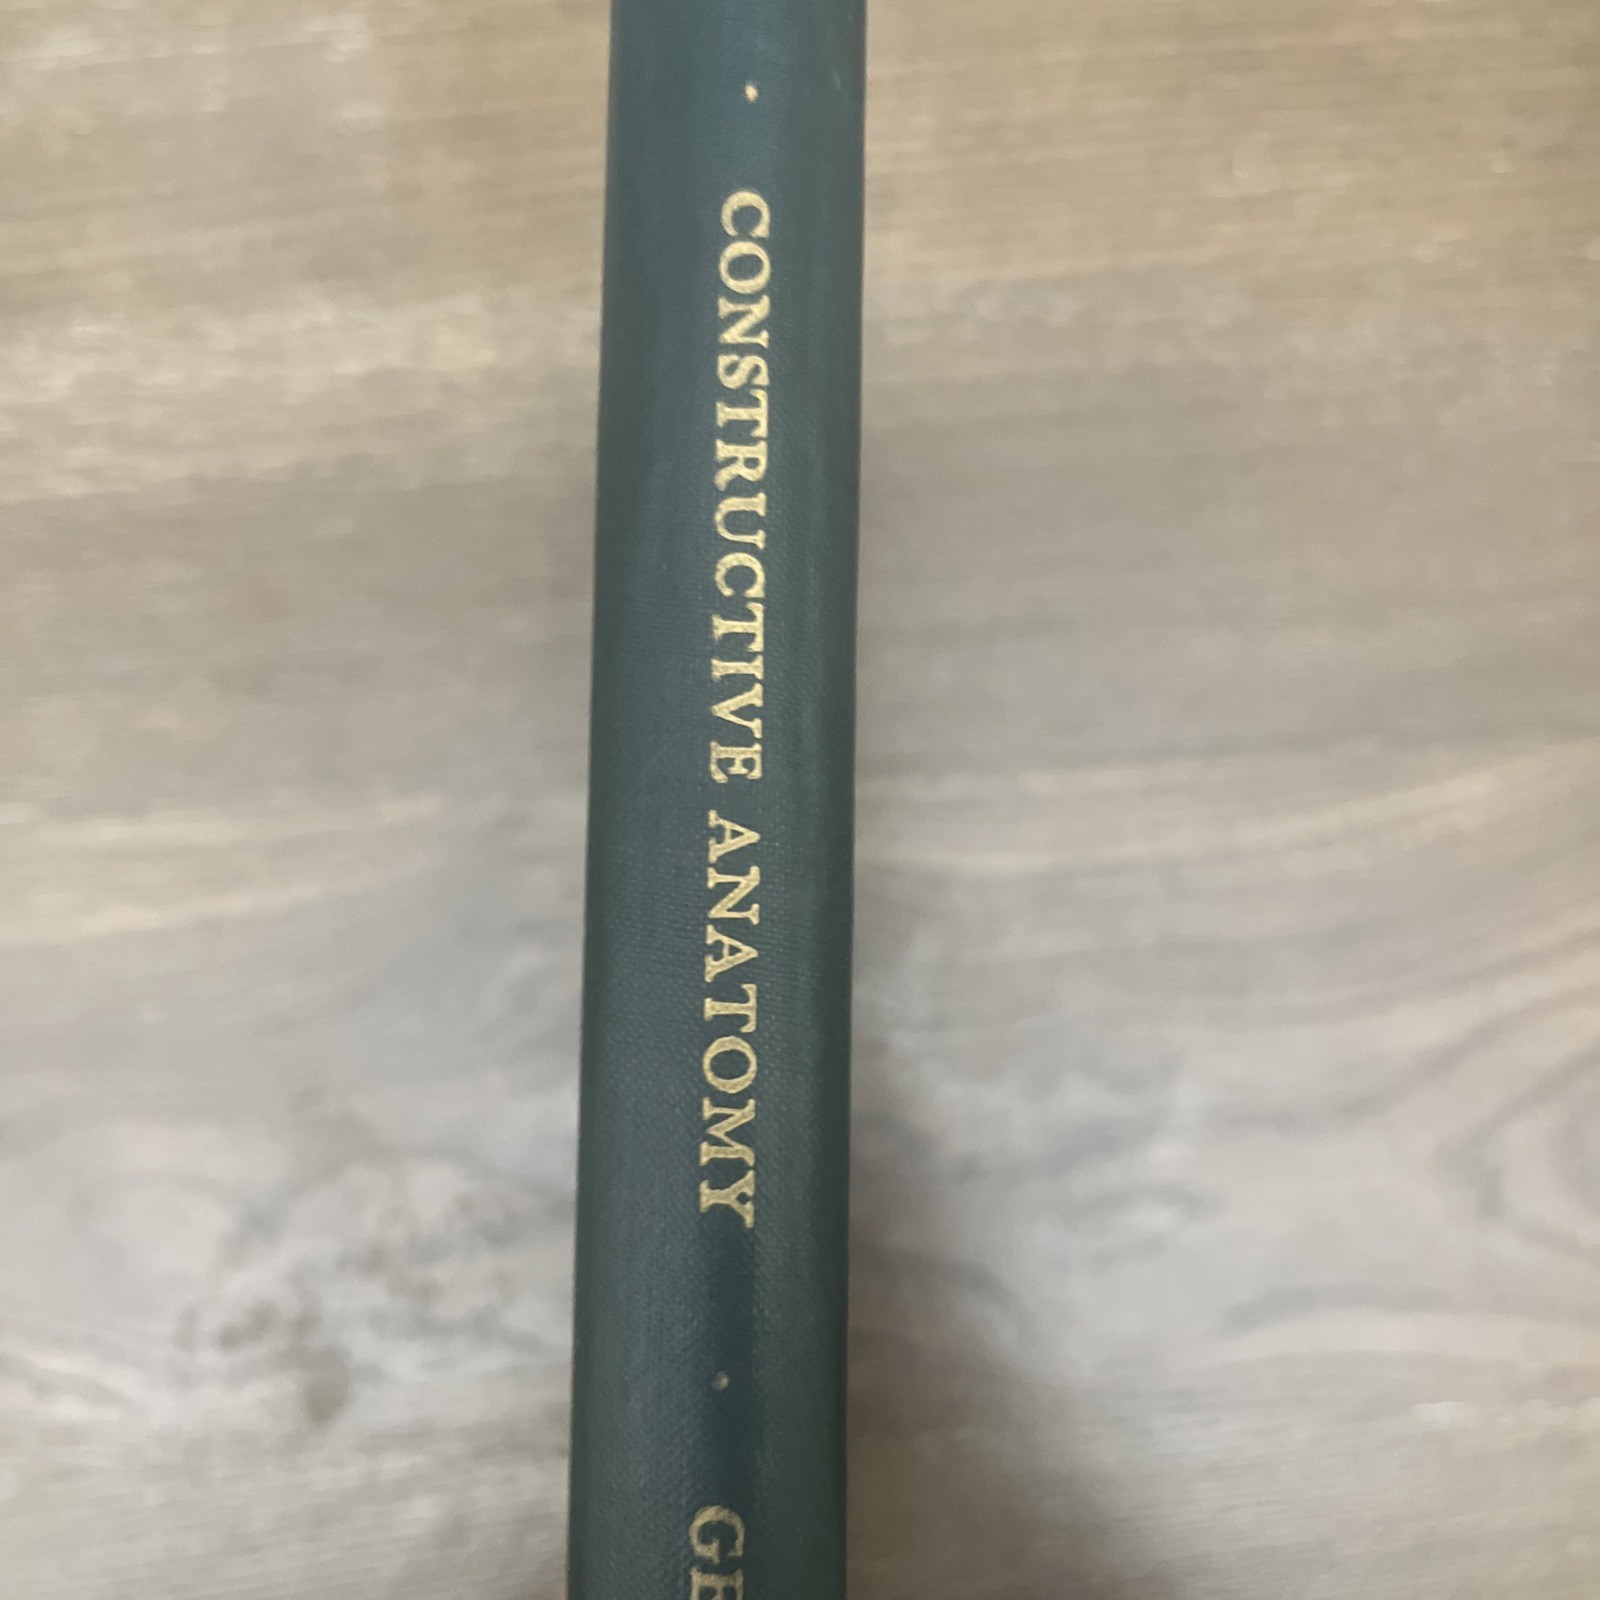 · CONSTRUCTIVE ANATOMY ·